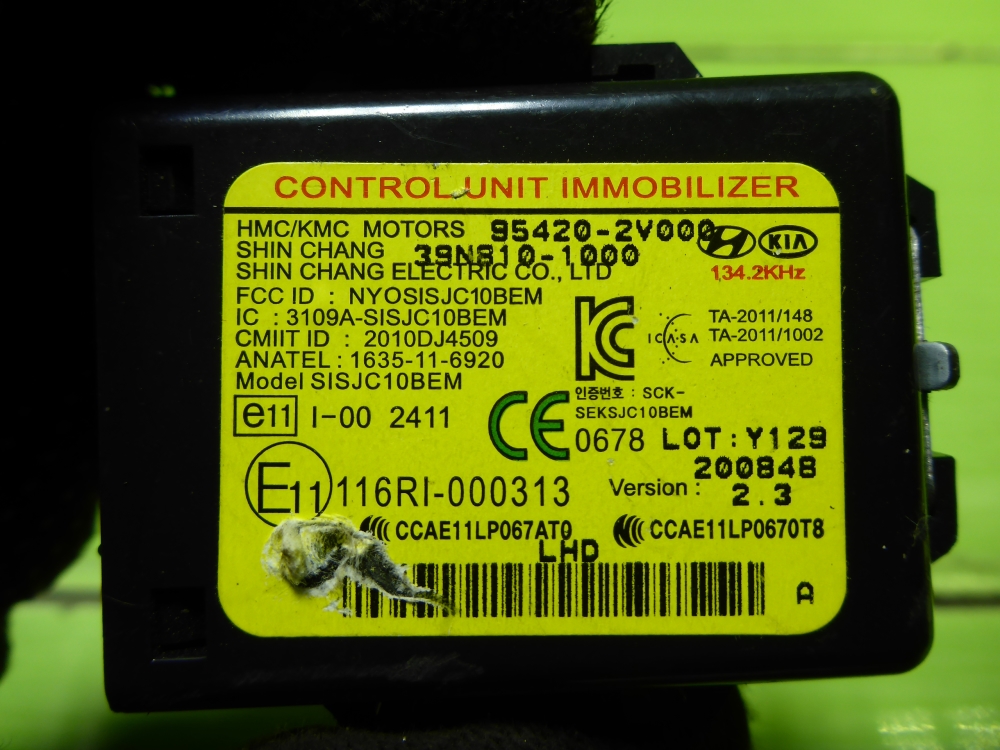 CONTROL UNIT IMMOBILIZER
HMC/KMC MOTORS 95420-2V000
KIA
SHIN CHANG 39N810-1000
SHIN CHANG ELECTRIC CO., LTD
134.2KHz
FCC ID : NYOSISJC10BEM
IC : 3109A-SISJC10BEM
CMIIT ID : 2010DJ4509
ANATEL : 1635-11-6920
Model SISJC10BEM
KC
ICASA
TA-2011/148
TA-2011/1002
APPROVED
인증번호 : SCK-
SEKSJC10BEM
e11 I-00 2411
CE 0678 LOT:Y129
200848
E11 116RI-000313
Version : 2.3
CCAE11LP067AT0 CCAE11LP0670T8
LHD
A